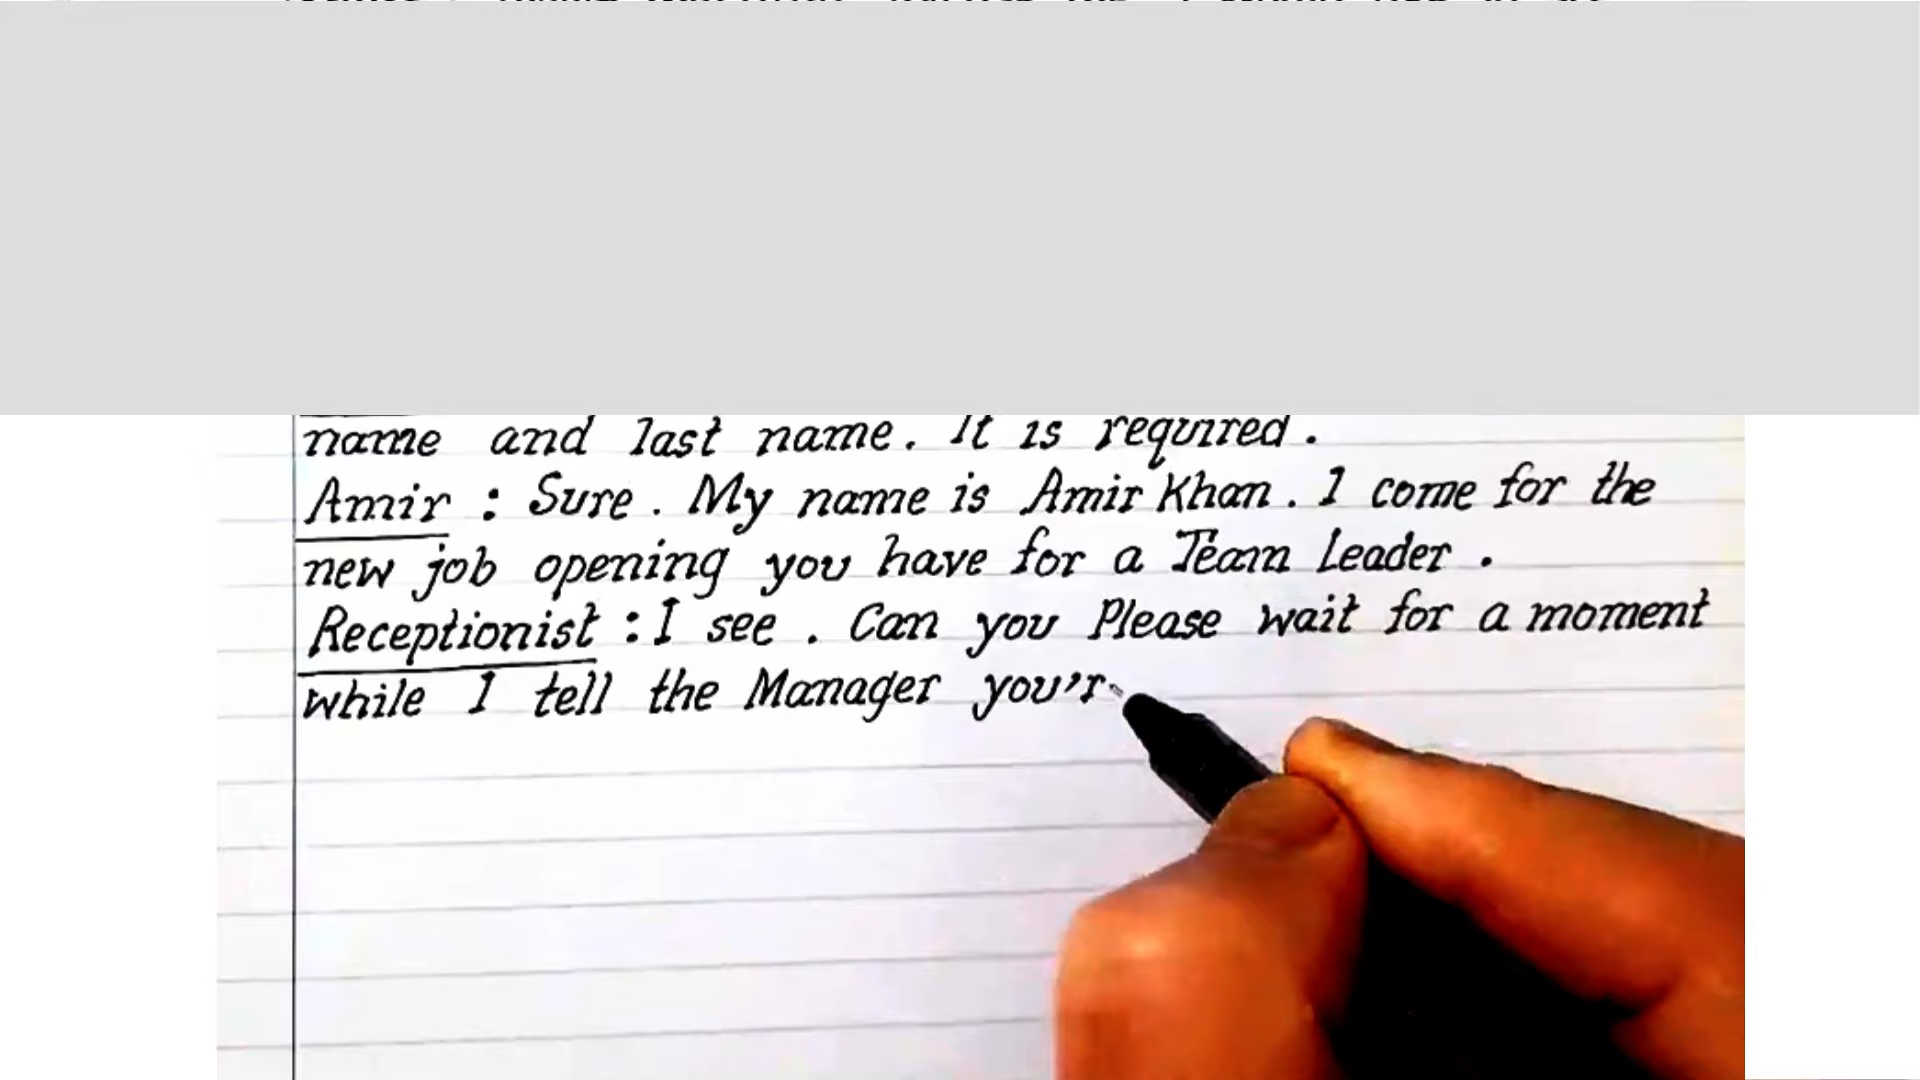 name and last name. It is required.
Amir : Sure. My name is Amir Khan. I come for the
new job opening you have for a Team Leader.
Receptionist : I see. Can you Please wait for a moment
while I tell the Manager you'r